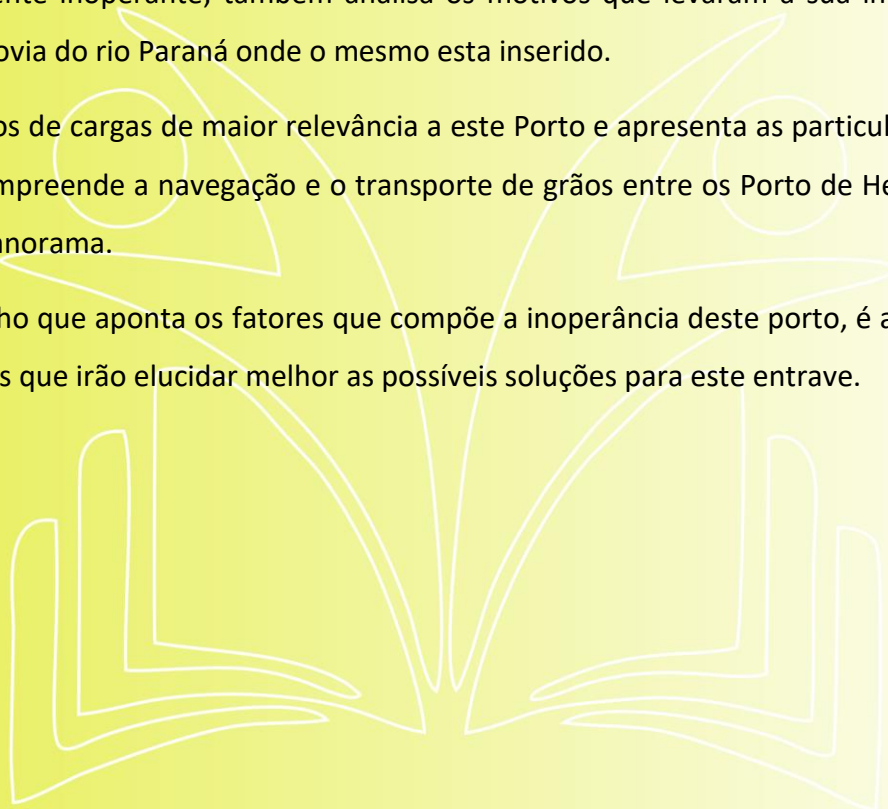 ente inoperante, também analisa os motivos que levaram a sua in
ovia do rio Paraná onde o mesmo esta inserido.
os de cargas de maior relevância a este Porto e apresenta as particul
mpreende a navegação e o transporte de grãos entre os Porto de He
anorama.
ho que aponta os fatores que compõe a inoperância deste porto, é a
s que irão elucidar melhor as possíveis soluções para este entrave.